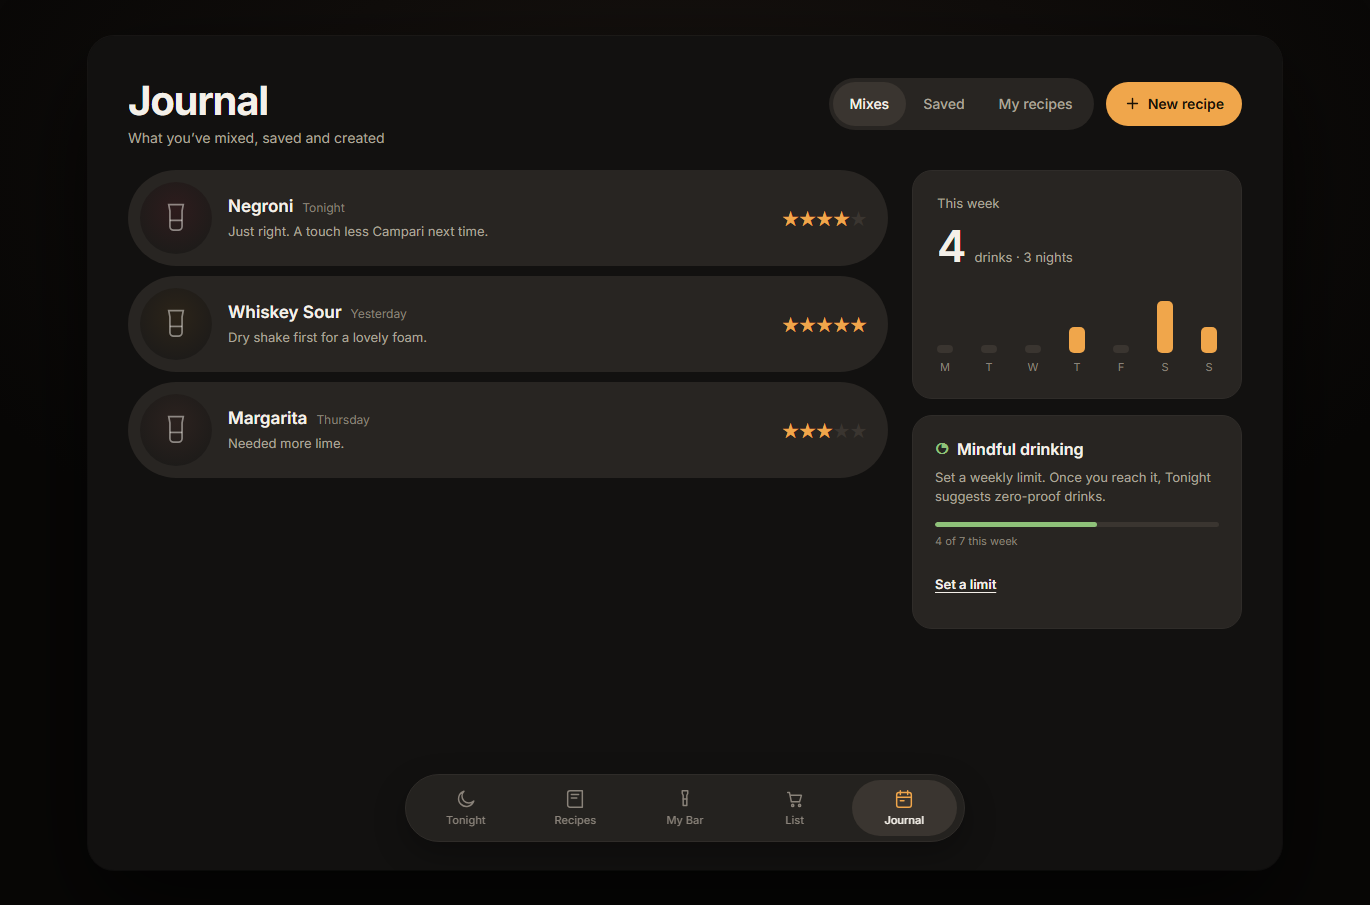 Journal
What you’ve mixed, saved and created
Mixes
Saved
My recipes
New recipe
Negroni Tonight
Just right. A touch less Campari next time.
Whiskey Sour Yesterday
Dry shake first for a lovely foam.
Margarita Thursday
Needed more lime.
This week
4 drinks · 3 nights
M T W T F S S
Mindful drinking
Set a weekly limit. Once you reach it, Tonight
suggests zero-proof drinks.
4 of 7 this week
Set a limit
Tonight
Recipes
My Bar
List
Journal